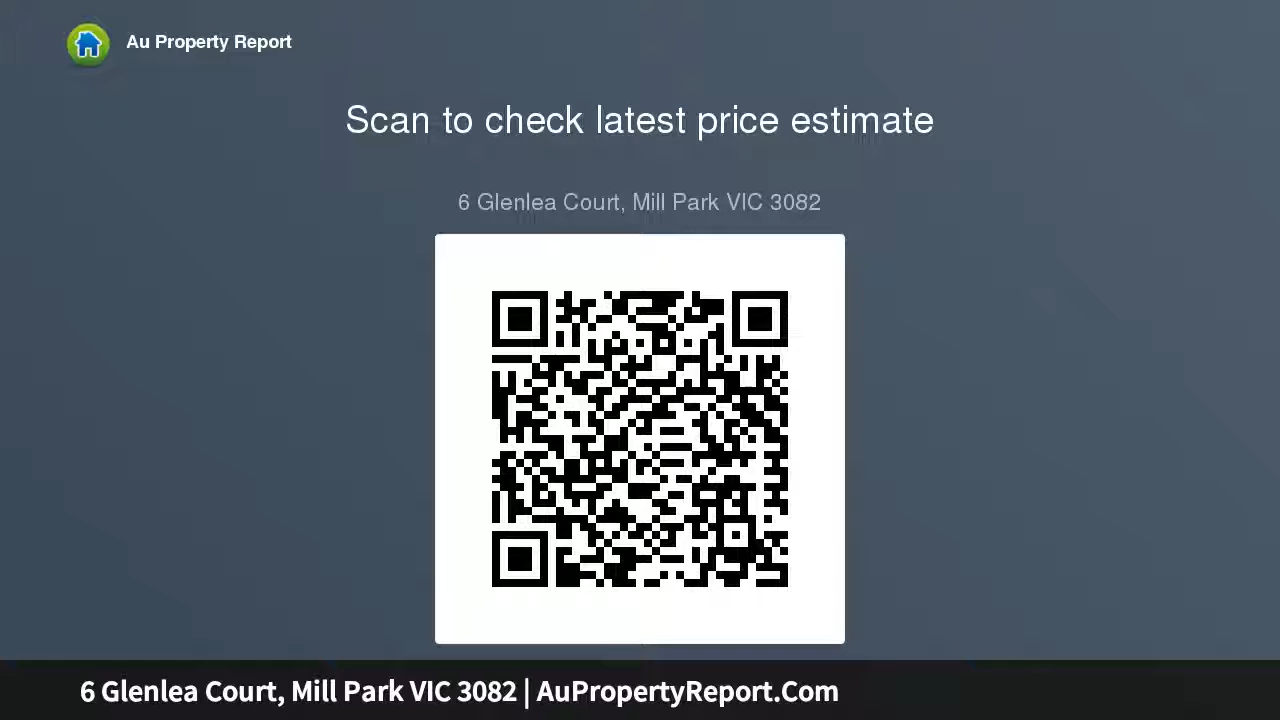 Au Property Report
Scan to check latest price estimate
6 Glenlea Court, Mill Park VIC 3082
6 Glenlea Court, Mill Park VIC 3082 | AuPropertyReport.Com